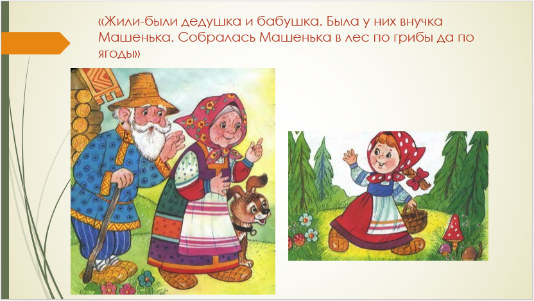 «Жили-были дедушка и бабушка. Была у них внучка
Машенька. Собралась Машенька в лес по грибы да по
ягоды»